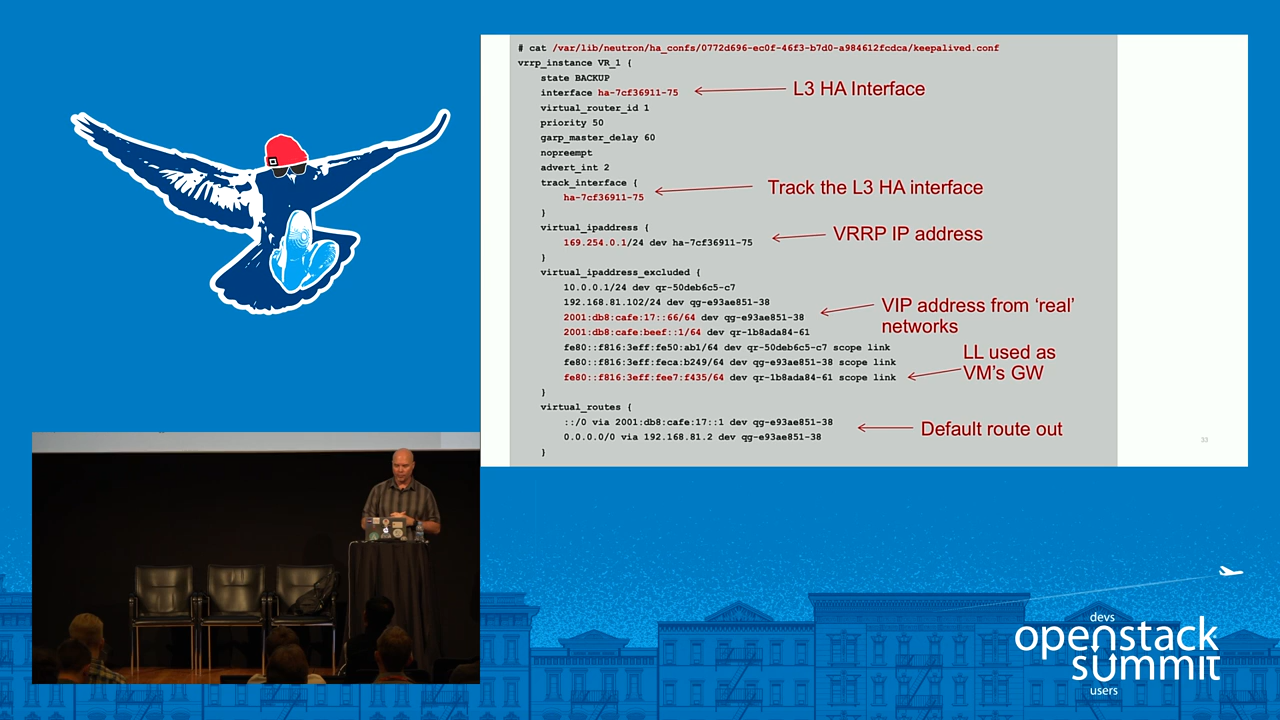 # cat /var/lib/neutron/ha_confs/0772d696-ec0f-46f3-b7d0-a984612fcdca/keepalived.conf
vrrp_instance VR_1 {
state BACKUP
interface ha-7cf36911-75
L3 HA Interface
virtual_router_id 1
priority 50
garp_master_delay 60
nopreempt
advert_int 2
track_interface {
Track the L3 HA interface
ha-7cf36911-75
}
virtual_ipaddress {
VRRP IP address
169.254.0.1/24 dev ha-7cf36911-75
}
virtual_ipaddress_excluded {
10.0.0.1/24 dev qr-50deb6c5-c7
192.168.81.102/24 dev qg-e93ae851-38
VIP address from ‘real’
networks
2001:db8:cafe:17::66/64 dev qg-e93ae851-38
2001:db8:cafe:beef::1/64 dev qr-1b8ada84-61
fe80::f816:3eff:fe50:ab1/64 dev qr-50deb6c5-c7 scope link
fe80::f816:3eff:feca:b249/64 dev qg-e93ae851-38 scope link
LL used as
VM’s GW
fe80::f816:3eff:fee7:f435/64 dev qr-1b8ada84-61 scope link
}
virtual_routes {
::/0 via 2001:db8:cafe:17::1 dev qg-e93ae851-38
Default route out
0.0.0.0/0 via 192.168.81.2 dev qg-e93ae851-38
}
33
devs
openstack
summit
users